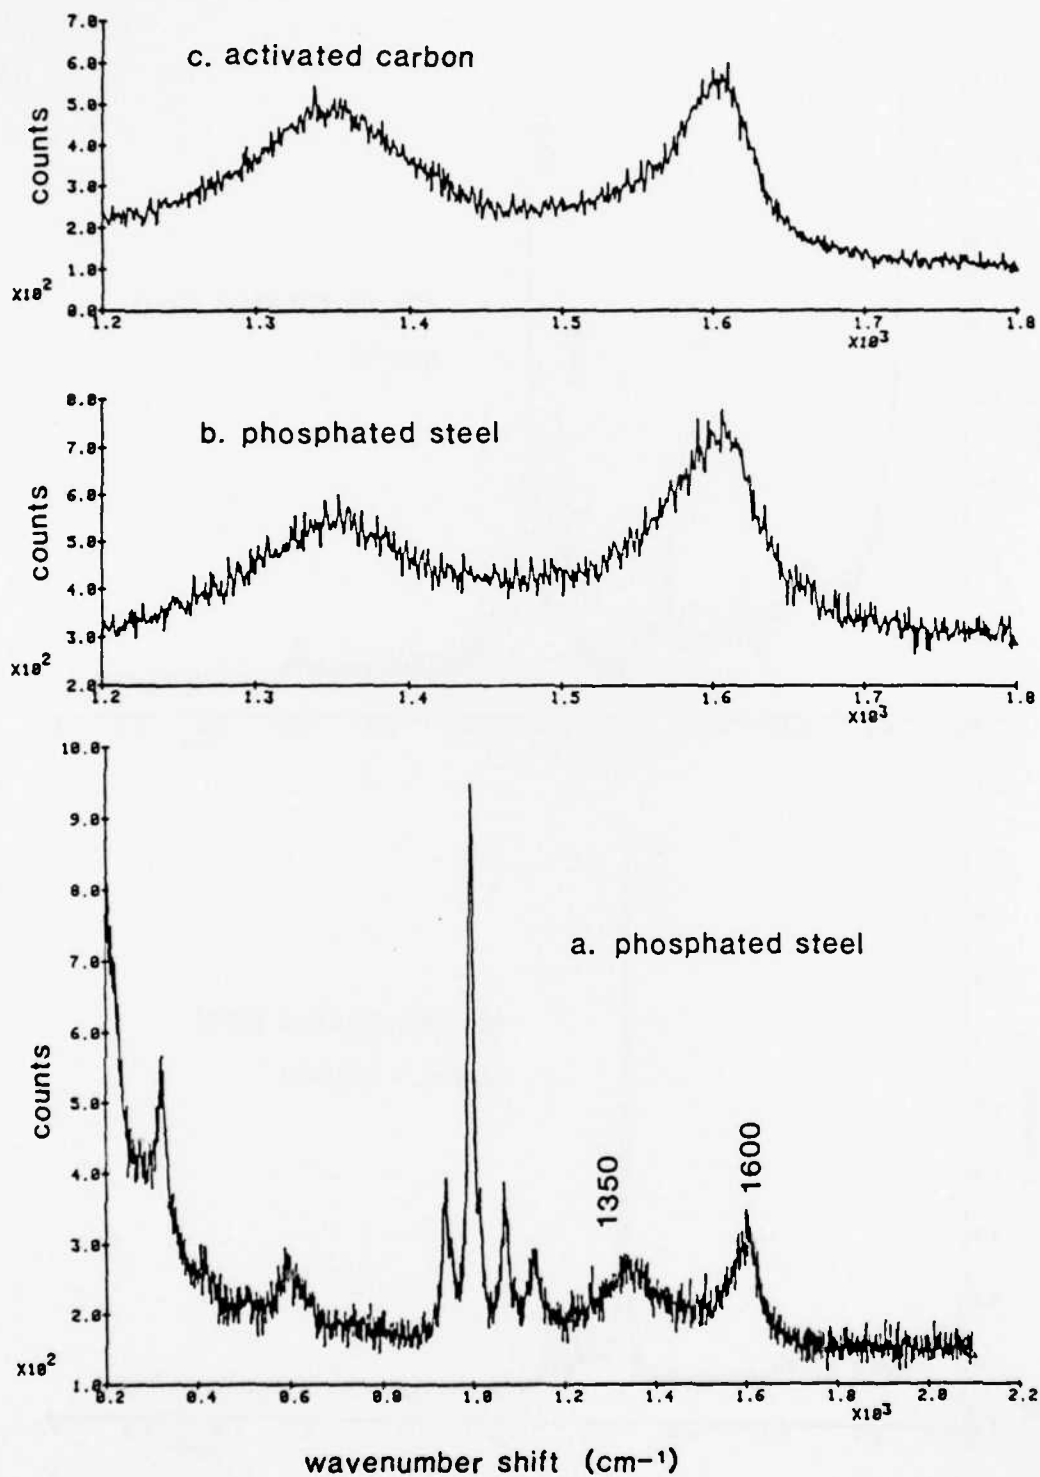 7.0
c. activated carbon
6.0
5.0
4.0
3.0
2.0
1.0
0.0
counts
X10²
1.2 1.3 1.4 1.5 1.6 1.7 1.8
X10³
8.0
b. phosphated steel
7.0
6.0
5.0
4.0
3.0
2.0
counts
X10²
1.2 1.3 1.4 1.5 1.6 1.7 1.8
X10³
10.0
9.0
8.0
a. phosphated steel
7.0
6.0
5.0
4.0
3.0
2.0
1.0
counts
1350
1600
X10²
0.2 0.4 0.6 0.8 1.0 1.2 1.4 1.6 1.8 2.0 2.2
X10³
wavenumber shift (cm⁻¹)